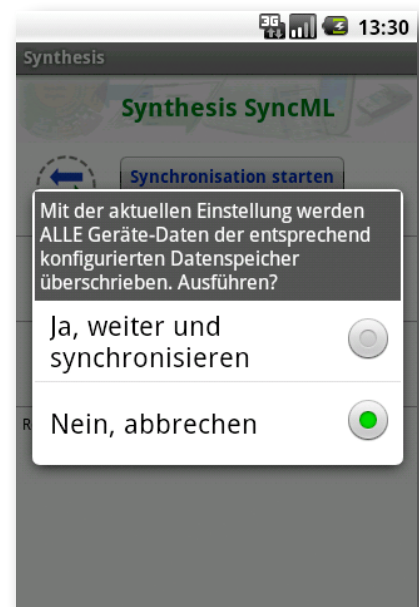 3G 13:30
Synthesis
Synthesis SyncML
Synchronisation starten
Mit der aktuellen Einstellung werden
ALLE Geräte-Daten der entsprechend
konfigurierten Datenspeicher
überschrieben. Ausführen?
Ja, weiter und
synchronisieren
Nein, abbrechen